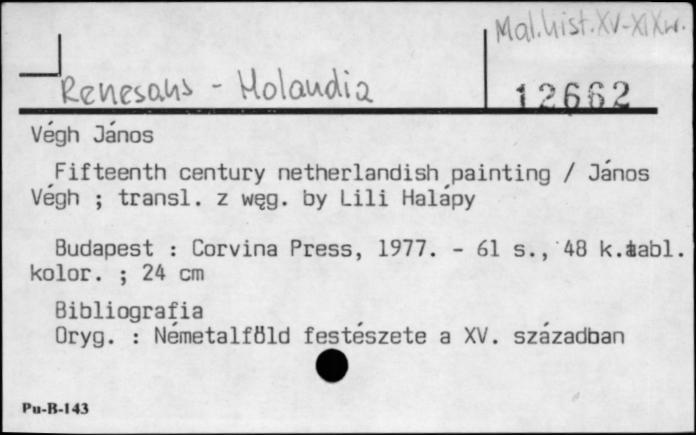 Mal.hist.XV-XIXw.
Renesans - Holandia
12662
Végh János
Fifteenth century netherlandish painting / János
Végh ; transl. z węg. by Lili Halápy
Budapest : Corvina Press, 1977. - 61 s., 48 k.tabl.
kolor. ; 24 cm
Bibliografia
Oryg. : Németalföld festészete a XV. században
Pu-B-143